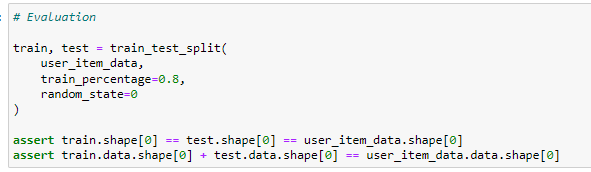 # Evaluation
train, test = train_test_split(
    user_item_data,
    train_percentage=0.8,
    random_state=0
)
assert train.shape[0] == test.shape[0] == user_item_data.shape[0]
assert train.data.shape[0] + test.data.shape[0] == user_item_data.data.shape[0]